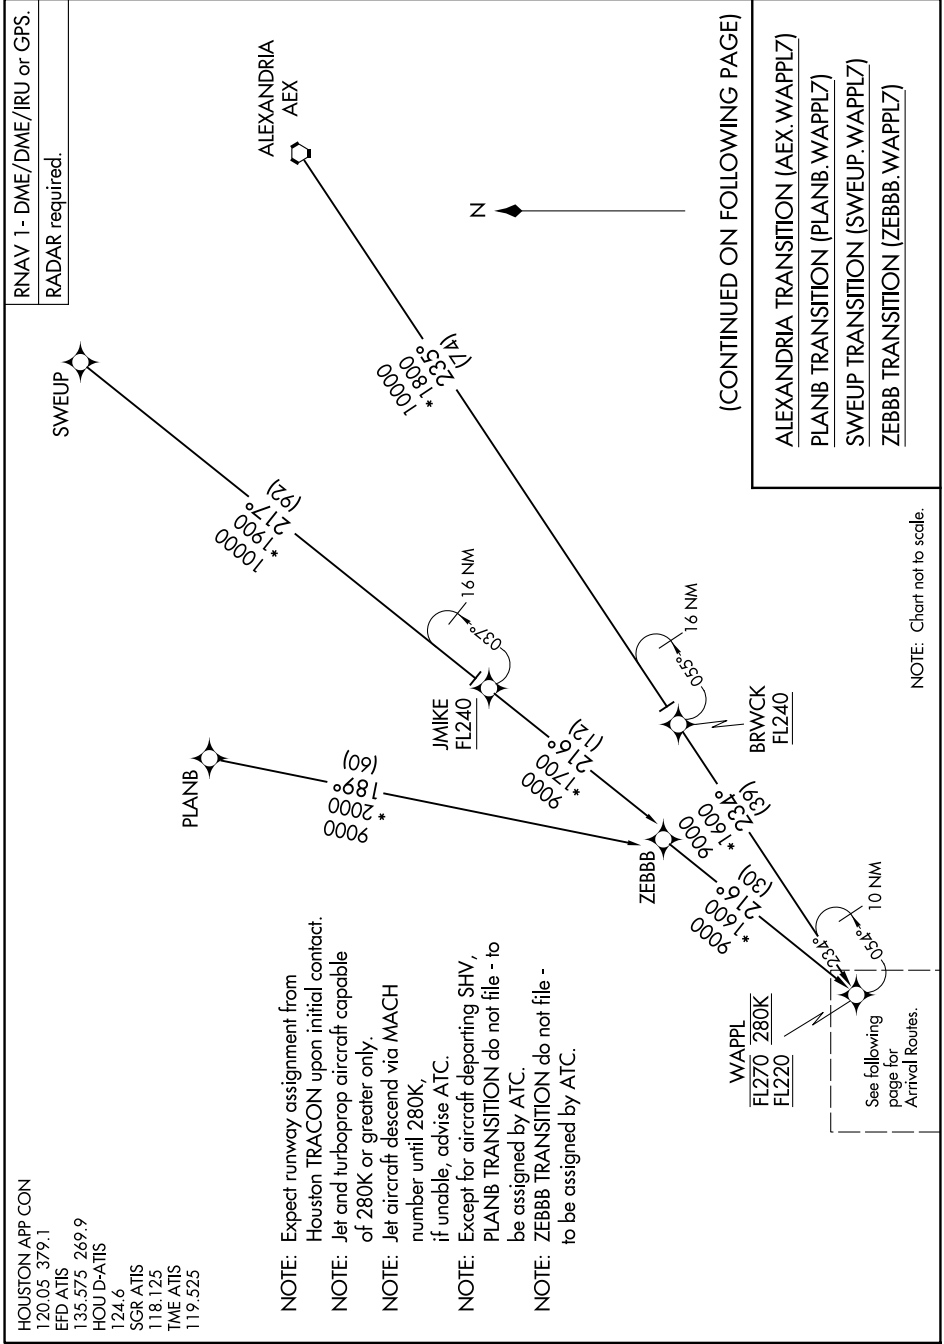 HOUSTON APP CON
120.05 379.1
EFD ATIS
135.575 269.9
HOU D-ATIS
124.6
SGR ATIS
118.125
TME ATIS
119.525
RNAV 1 - DME/DME/IRU or GPS.
RADAR required.
NOTE: Expect runway assignment from
Houston TRACON upon initial contact.
NOTE: Jet and turboprop aircraft capable
of 280K or greater only.
NOTE: Jet aircraft descend via MACH
number until 280K,
if unable, advise ATC.
NOTE: Except for aircraft departing SHV,
PLANB TRANSITION do not file - to
be assigned by ATC.
NOTE: ZEBBB TRANSITION do not file -
to be assigned by ATC.
SWEUP
10000
*1900
217°
(92)
PLANB
9000
*2000
189°
(60)
ALEXANDRIA
AEX
10000
*1800
235°
(74)
N
JMIKE
FL240
037°
16 NM
9000
*1700
216°
(12)
ZEBBB
9000
*1600
216°
(30)
BRWCK
FL240
055°
16 NM
9000
*1600
234°
(39)
WAPPL
FL270 280K
FL220
234°
054°
10 NM
See following
page for
Arrival Routes.
NOTE: Chart not to scale.
(CONTINUED ON FOLLOWING PAGE)
ALEXANDRIA TRANSITION (AEX.WAPPL7)
PLANB TRANSITION (PLANB.WAPPL7)
SWEUP TRANSITION (SWEUP.WAPPL7)
ZEBBB TRANSITION (ZEBBB.WAPPL7)